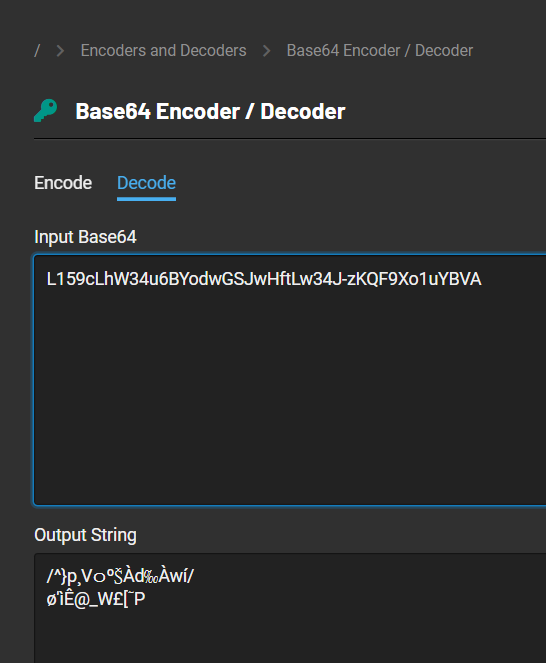 / > Encoders and Decoders > Base64 Encoder / Decoder
Base64 Encoder / Decoder
Encode Decode
Input Base64
L159cLhW34u6BYodwGSJwHftLw34J-zKQF9Xo1uYBVA
Output String
/^}p¸VoºŞÀd‰Àwí/
ø'ìÊ@_W£[˜P